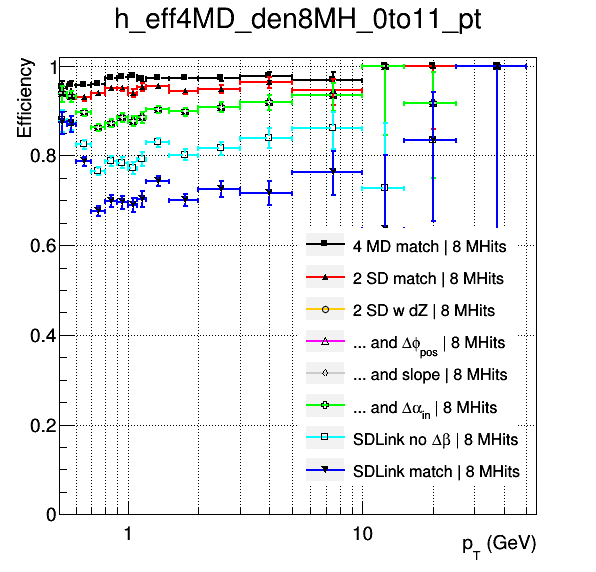 h_eff4MD_den8MH_0to11_pt
Efficiency
1
0.8
0.6
0.4
0.2
0
4 MD match | 8 MHits
2 SD match | 8 MHits
2 SD w dZ | 8 MHits
... and Δϕpos | 8 MHits
... and slope | 8 MHits
... and Δαin | 8 MHits
SDLink no Δβ | 8 MHits
SDLink match | 8 MHits
1 10
pT (GeV)